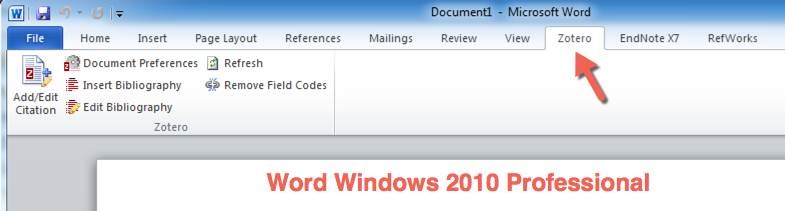 Document1 - Microsoft Word
File Home Insert Page Layout References Mailings Review View Zotero EndNote X7 RefWorks
Add/Edit Citation
Document Preferences Refresh
Insert Bibliography Remove Field Codes
Edit Bibliography
Zotero
Word Windows 2010 Professional